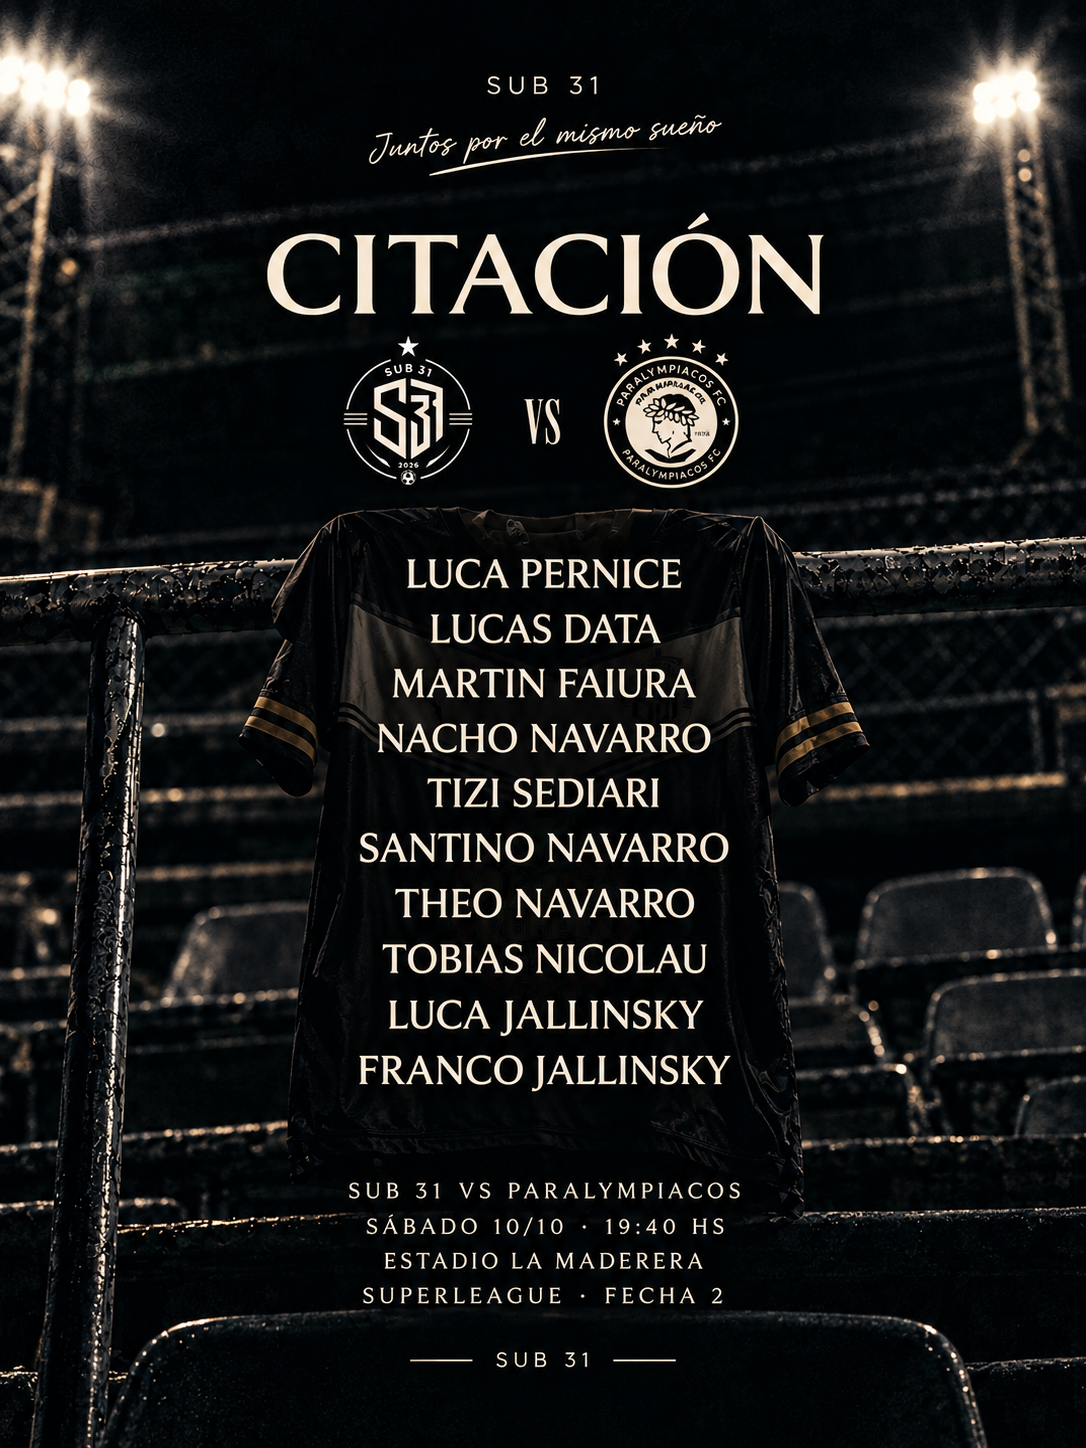 SUB 31
Juntos por el mismo sueño
CITACIÓN
SUB 31
S31
2026
VS
PARALYMPIACOS FC
PARALYMPIACOS FC
LUCA PERNICE
LUCAS DATA
MARTIN FAIURA
NACHO NAVARRO
TIZI SEDIARI
SANTINO NAVARRO
THEO NAVARRO
TOBIAS NICOLAU
LUCA JALLINSKY
FRANCO JALLINSKY
SUB 31 VS PARALYMPIACOS
SÁBADO 10/10 · 19:40 HS
ESTADIO LA MADERERA
SUPERLEAGUE · FECHA 2
SUB 31